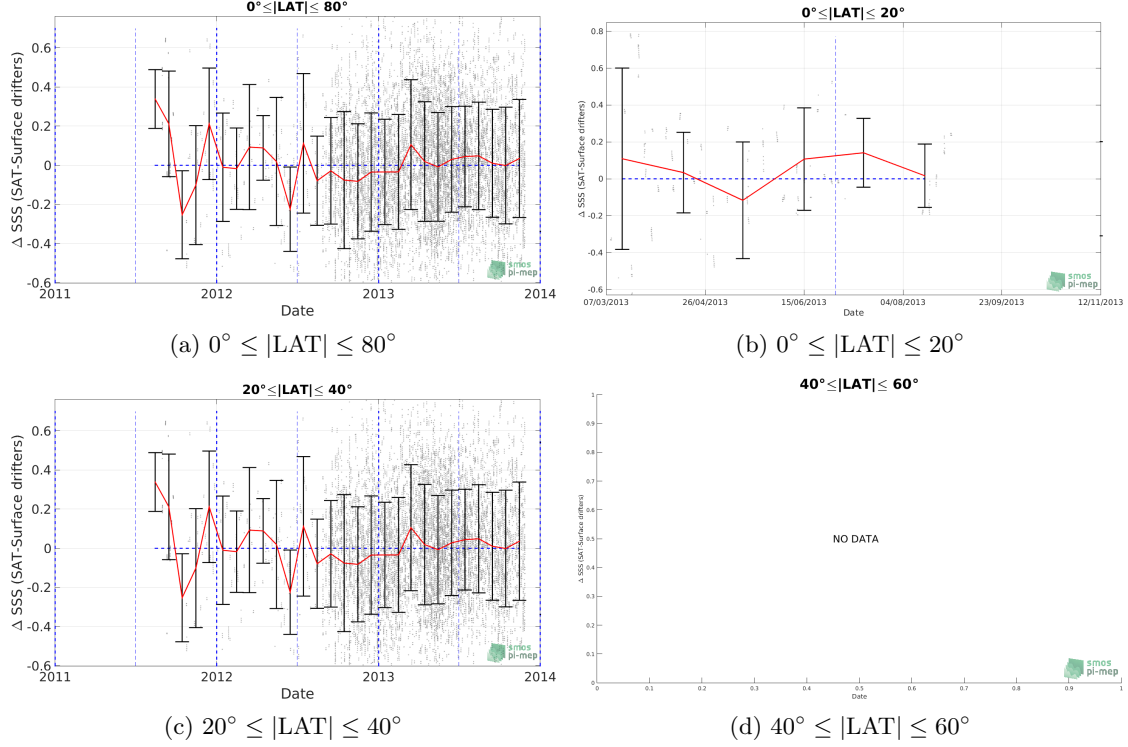 0°≤|LAT|≤ 80°
Δ SSS (SAT-Surface drifters)
0.6
0.4
0.2
0
-0.2
-0.4
-0.6
2011 2012 2013 2014
Date
smos
pi-mep
(a) 0° ≤ |LAT| ≤ 80°
0°≤|LAT|≤ 20°
Δ SSS (SAT-Surface drifters)
0.8
0.6
0.4
0.2
0
-0.2
-0.4
-0.6
07/03/2013 26/04/2013 15/06/2013 04/08/2013 23/09/2013 12/11/2013
Date
smos
pi-mep
(b) 0° ≤ |LAT| ≤ 20°
20°≤|LAT|≤ 40°
Δ SSS (SAT-Surface drifters)
0.6
0.4
0.2
0
-0.2
-0.4
-0.6
2011 2012 2013 2014
Date
smos
pi-mep
(c) 20° ≤ |LAT| ≤ 40°
40°≤|LAT|≤ 60°
Δ SSS (SAT-Surface drifters)
1
0.9
0.8
0.7
0.6
0.5
0.4
0.3
0.2
0.1
0
NO DATA
0 0.1 0.2 0.3 0.4 0.5 0.6 0.7 0.8 0.9 1
Date
smos
pi-mep
(d) 40° ≤ |LAT| ≤ 60°